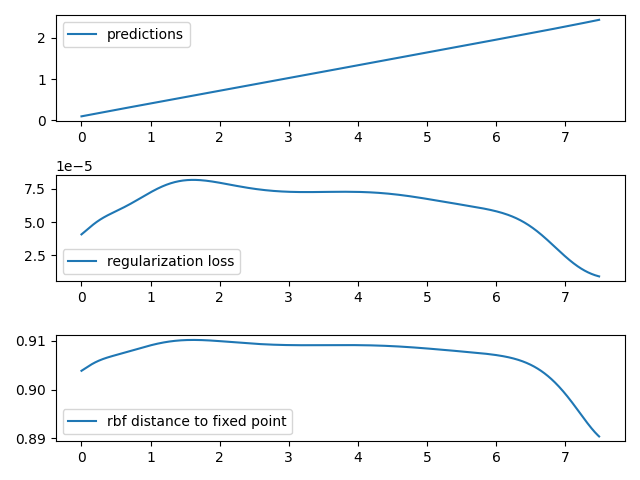 2
1
0
predictions
0 1 2 3 4 5 6 7
1e−5
7.5
5.0
2.5
regularization loss
0 1 2 3 4 5 6 7
0.91
0.90
0.89
rbf distance to fixed point
0 1 2 3 4 5 6 7